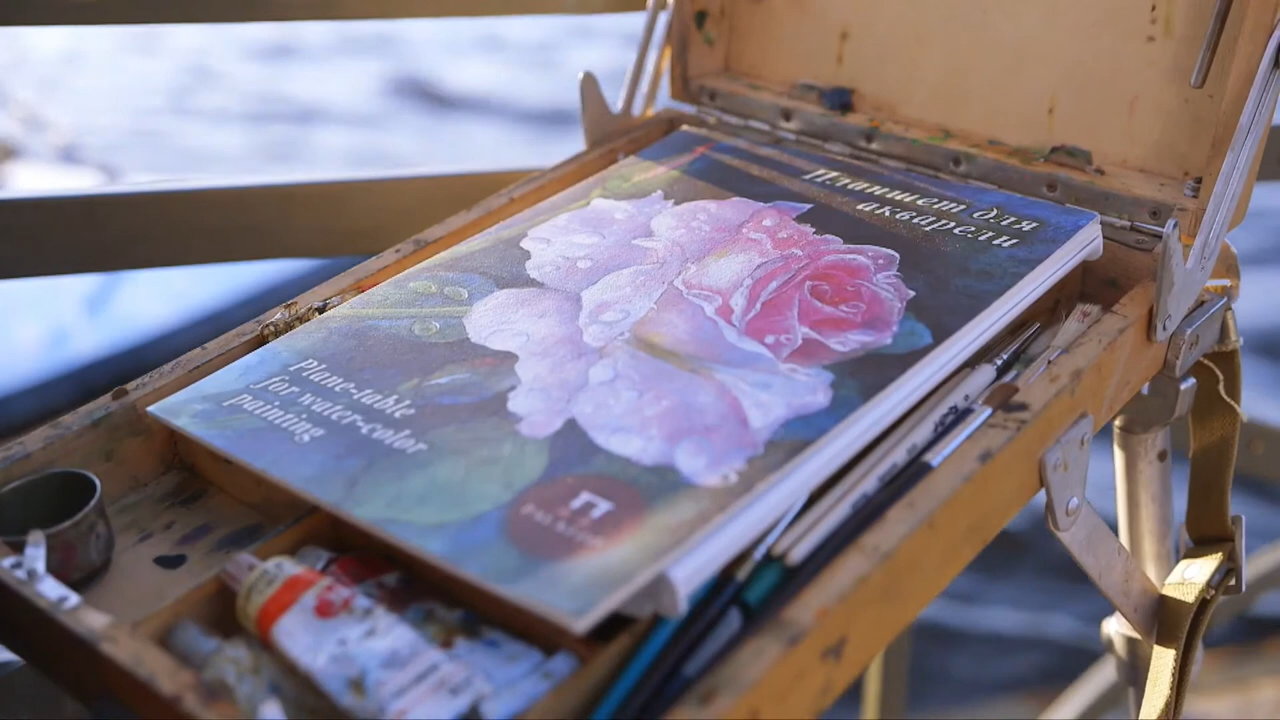 Планшет для
акварели
Plane-table
for water-color
painting